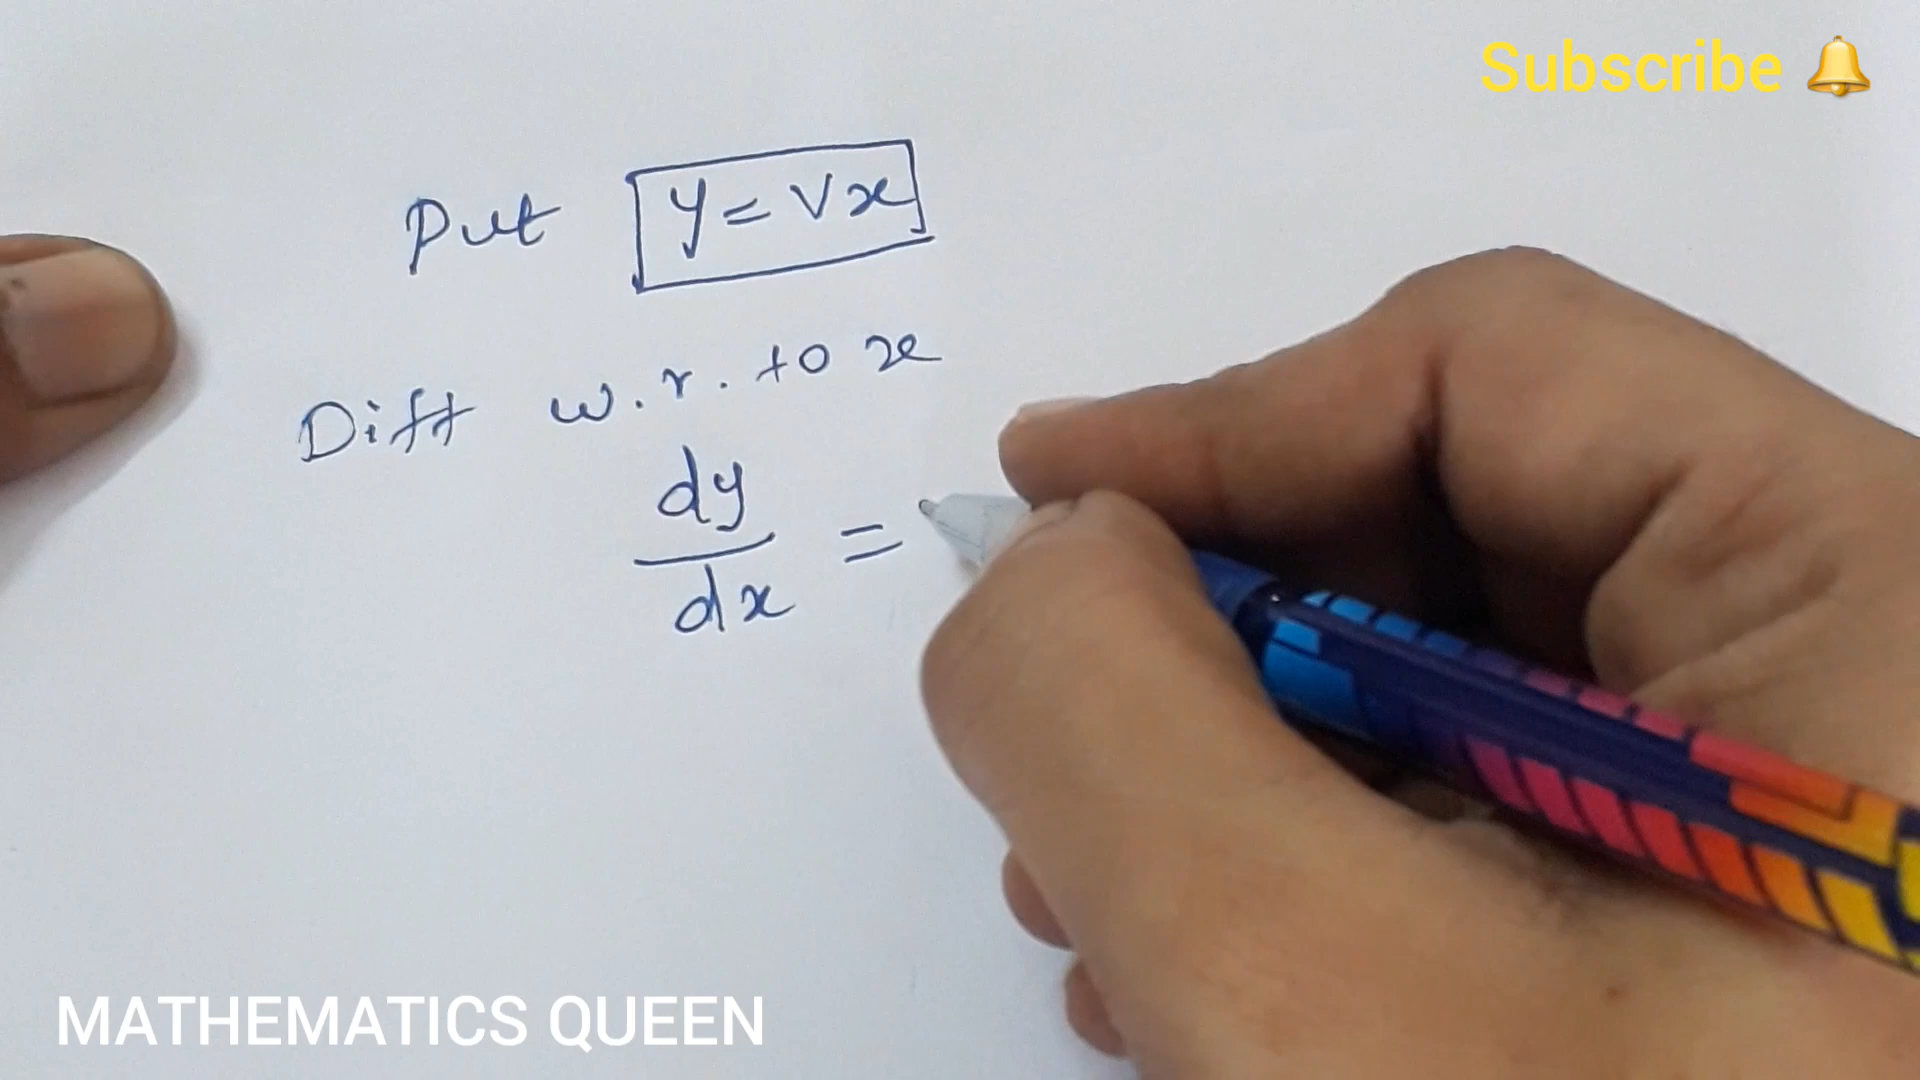 Subscribe 🔔
Put y = vx
Diff w.r. to x
dy
dx =
MATHEMATICS QUEEN